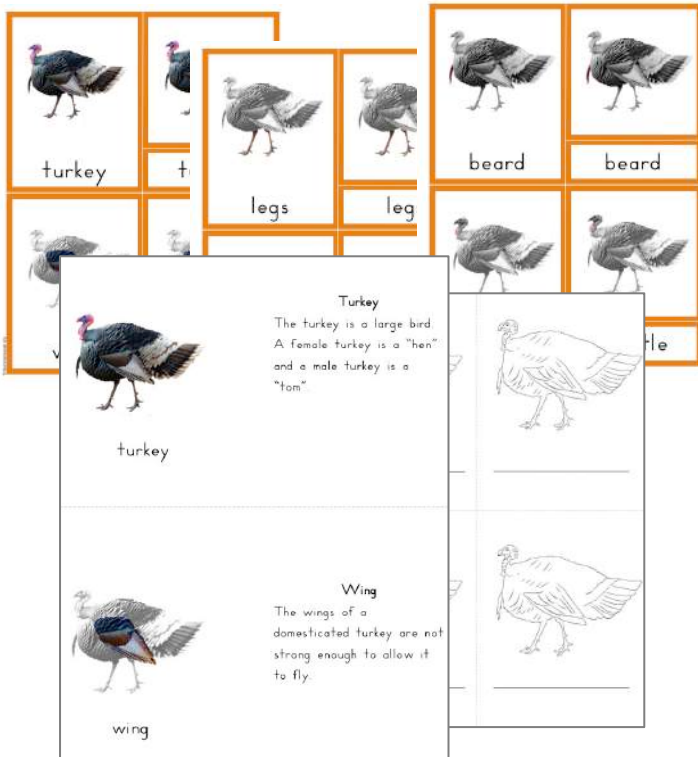 turkey
legs
beard
beard
Turkey
The turkey is a large bird.
A female turkey is a "hen"
and a male turkey is a
"tom".
turkey
Wing
The wings of a
domesticated turkey are not
strong enough to allow it
to fly.
wing